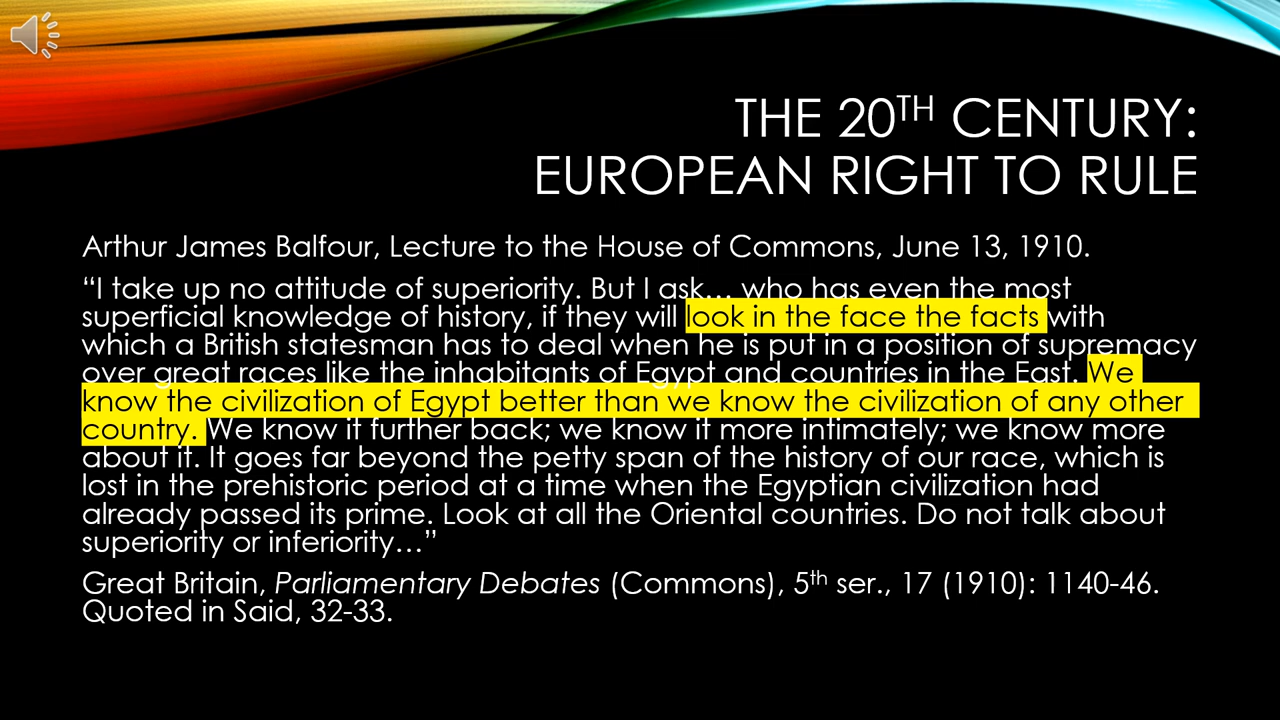 THE 20TH CENTURY:
EUROPEAN RIGHT TO RULE
Arthur James Balfour, Lecture to the House of Commons, June 13, 1910.
“I take up no attitude of superiority. But I ask… who has even the most
superficial knowledge of history, if they will look in the face the facts with
which a British statesman has to deal when he is put in a position of supremacy
over great races like the inhabitants of Egypt and countries in the East. We
know the civilization of Egypt better than we know the civilization of any other
country. We know it further back; we know it more intimately; we know more
about it. It goes far beyond the petty span of the history of our race, which is
lost in the prehistoric period at a time when the Egyptian civilization had
already passed its prime. Look at all the Oriental countries. Do not talk about
superiority or inferiority…”
Great Britain, Parliamentary Debates (Commons), 5th ser., 17 (1910): 1140-46.
Quoted in Said, 32-33.